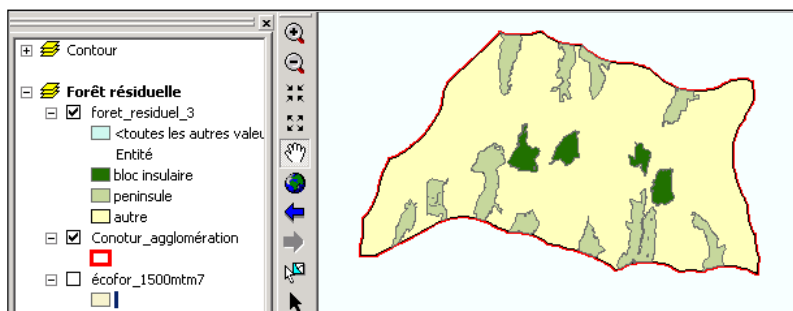 Contour
Forêt résiduelle
foret_residuel_3
<toutes les autres valeu
Entité
bloc insulaire
peninsule
autre
Conotur_agglomération
écofor_1500mtm7